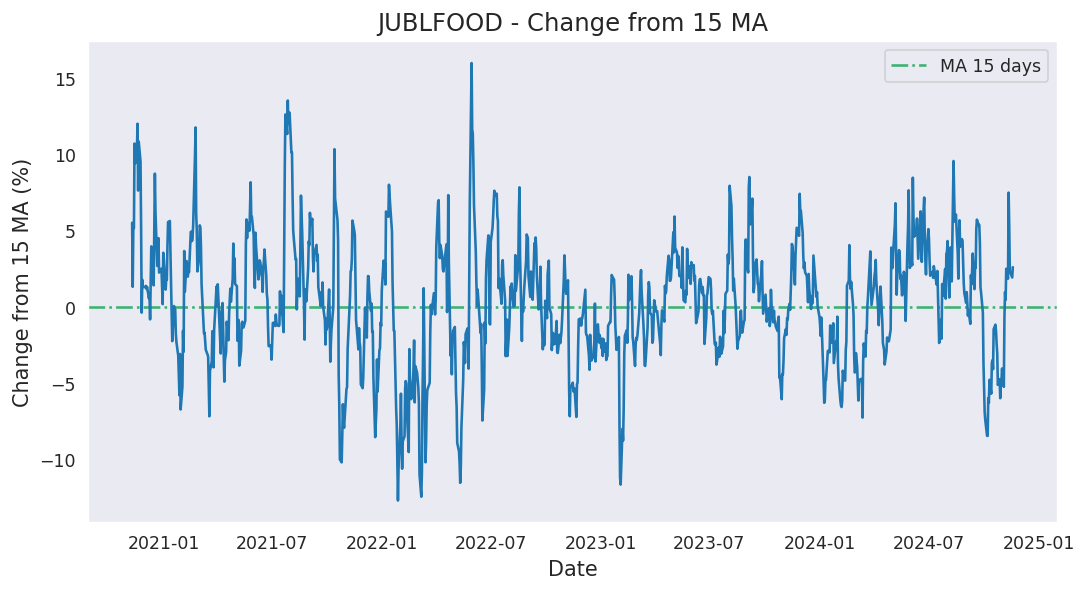 JUBLFOOD - Change from 15 MA
MA 15 days
Change from 15 MA (%)
15
10
5
0
−5
−10
2021-01 2021-07 2022-01 2022-07 2023-01 2023-07 2024-01 2024-07 2025-01
Date